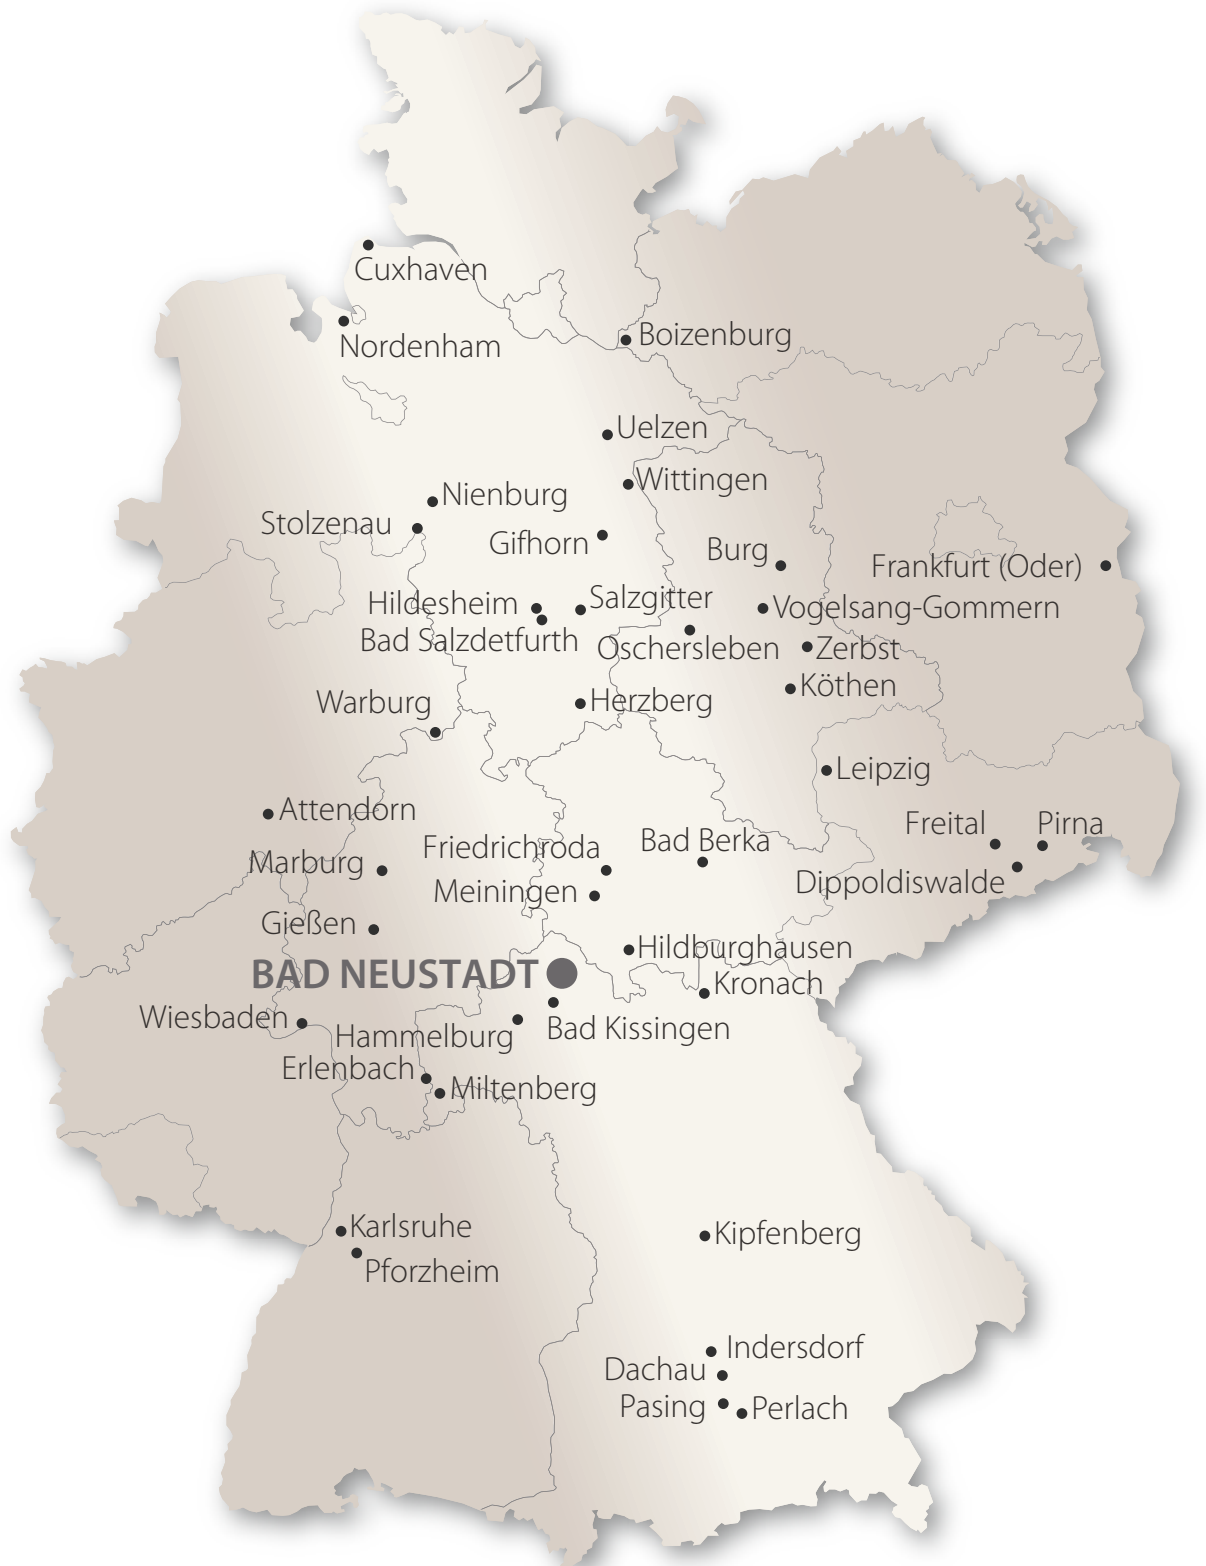 Cuxhaven
Nordenham
Boizenburg
Uelzen
Wittingen
Nienburg
Stolzenau
Gifhorn
Burg
Frankfurt (Oder)
Hildesheim
Salzgitter
Vogelsang-Gommern
Bad Salzdetfurth
Oschersleben
Zerbst
Köthen
Warburg
Herzberg
Leipzig
Attendorn
Freital
Pirna
Marburg
Friedrichroda
Bad Berka
Meiningen
Dippoldiswalde
Gießen
Hildburghausen
BAD NEUSTADT
Kronach
Wiesbaden
Hammelburg
Bad Kissingen
Erlenbach
Miltenberg
Karlsruhe
Kipfenberg
Pforzheim
Indersdorf
Dachau
Pasing
Perlach